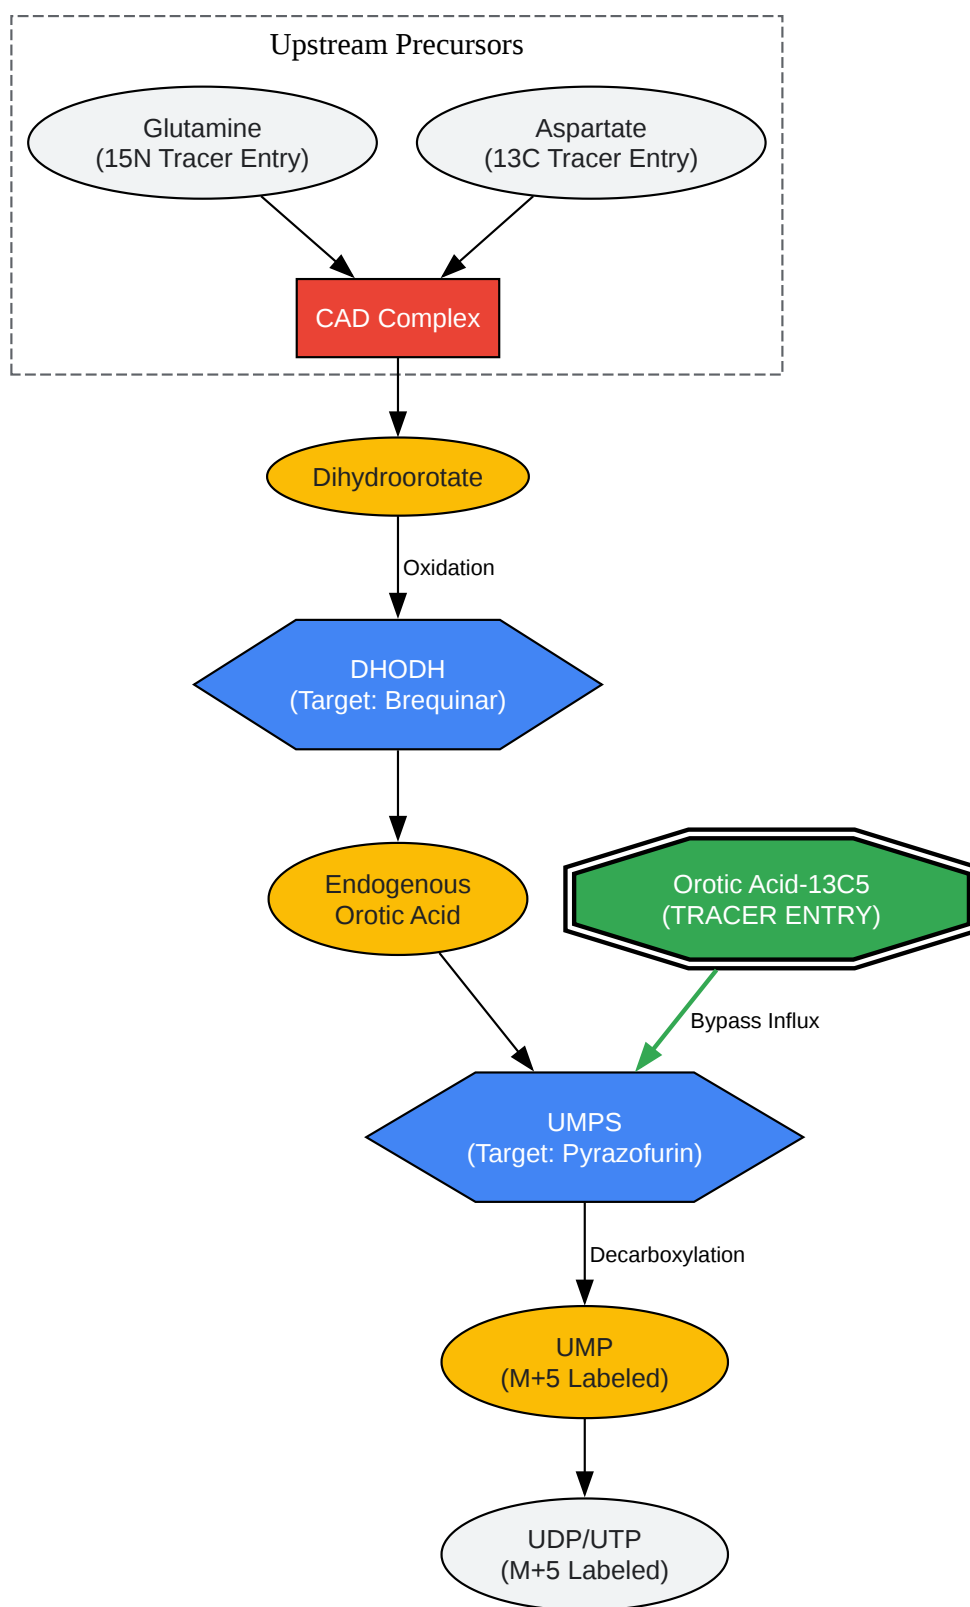 Upstream Precursors
Glutamine
(15N Tracer Entry)
Aspartate
(13C Tracer Entry)
CAD Complex
Dihydroorotate
Oxidation
DHODH
(Target: Brequinar)
Endogenous
Orotic Acid
Orotic Acid-13C5
(TRACER ENTRY)
Bypass Influx
UMPS
(Target: Pyrazofurin)
Decarboxylation
UMP
(M+5 Labeled)
UDP/UTP
(M+5 Labeled)